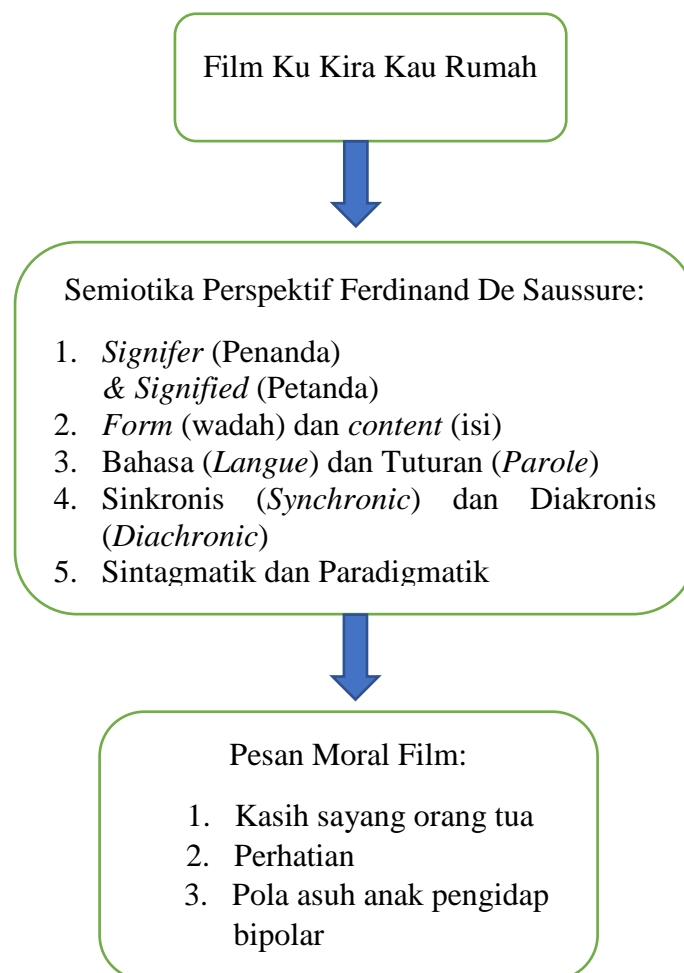 Film Ku Kira Kau Rumah
Semiotika Perspektif Ferdinand De Saussure:
1. Signifer (Penanda)
& Signified (Petanda)
2. Form (wadah) dan content (isi)
3. Bahasa (Langue) dan Tuturan (Parole)
4. Sinkronis (Synchronic) dan Diakronis
(Diachronic)
5. Sintagmatik dan Paradigmatik
Pesan Moral Film:
1. Kasih sayang orang tua
2. Perhatian
3. Pola asuh anak pengidap
bipolar